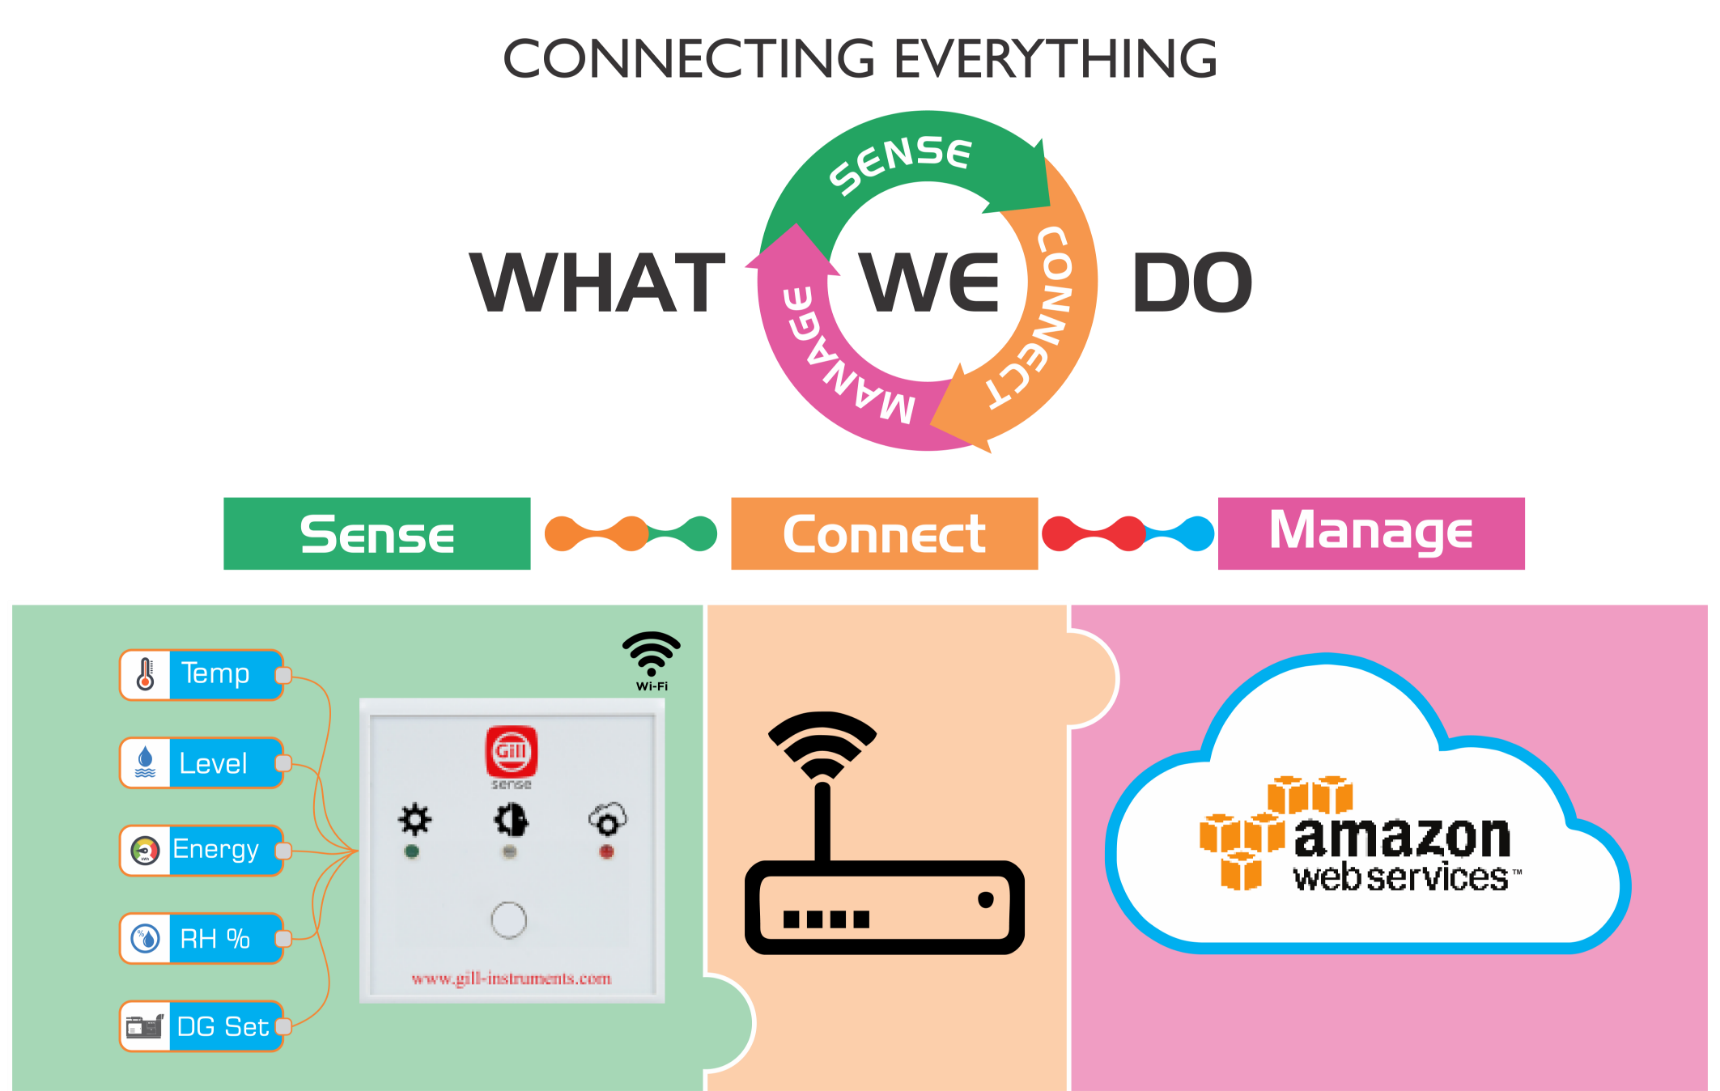 CONNECTING EVERYTHING
SENSE
WHAT WE DO
CONNECT
MANAGE
Sense Connect Manage
Wi-Fi
Temp
Level
Energy
RH %
DG Set
Gill
sense
www.gill-instruments.com
amazon
web services™